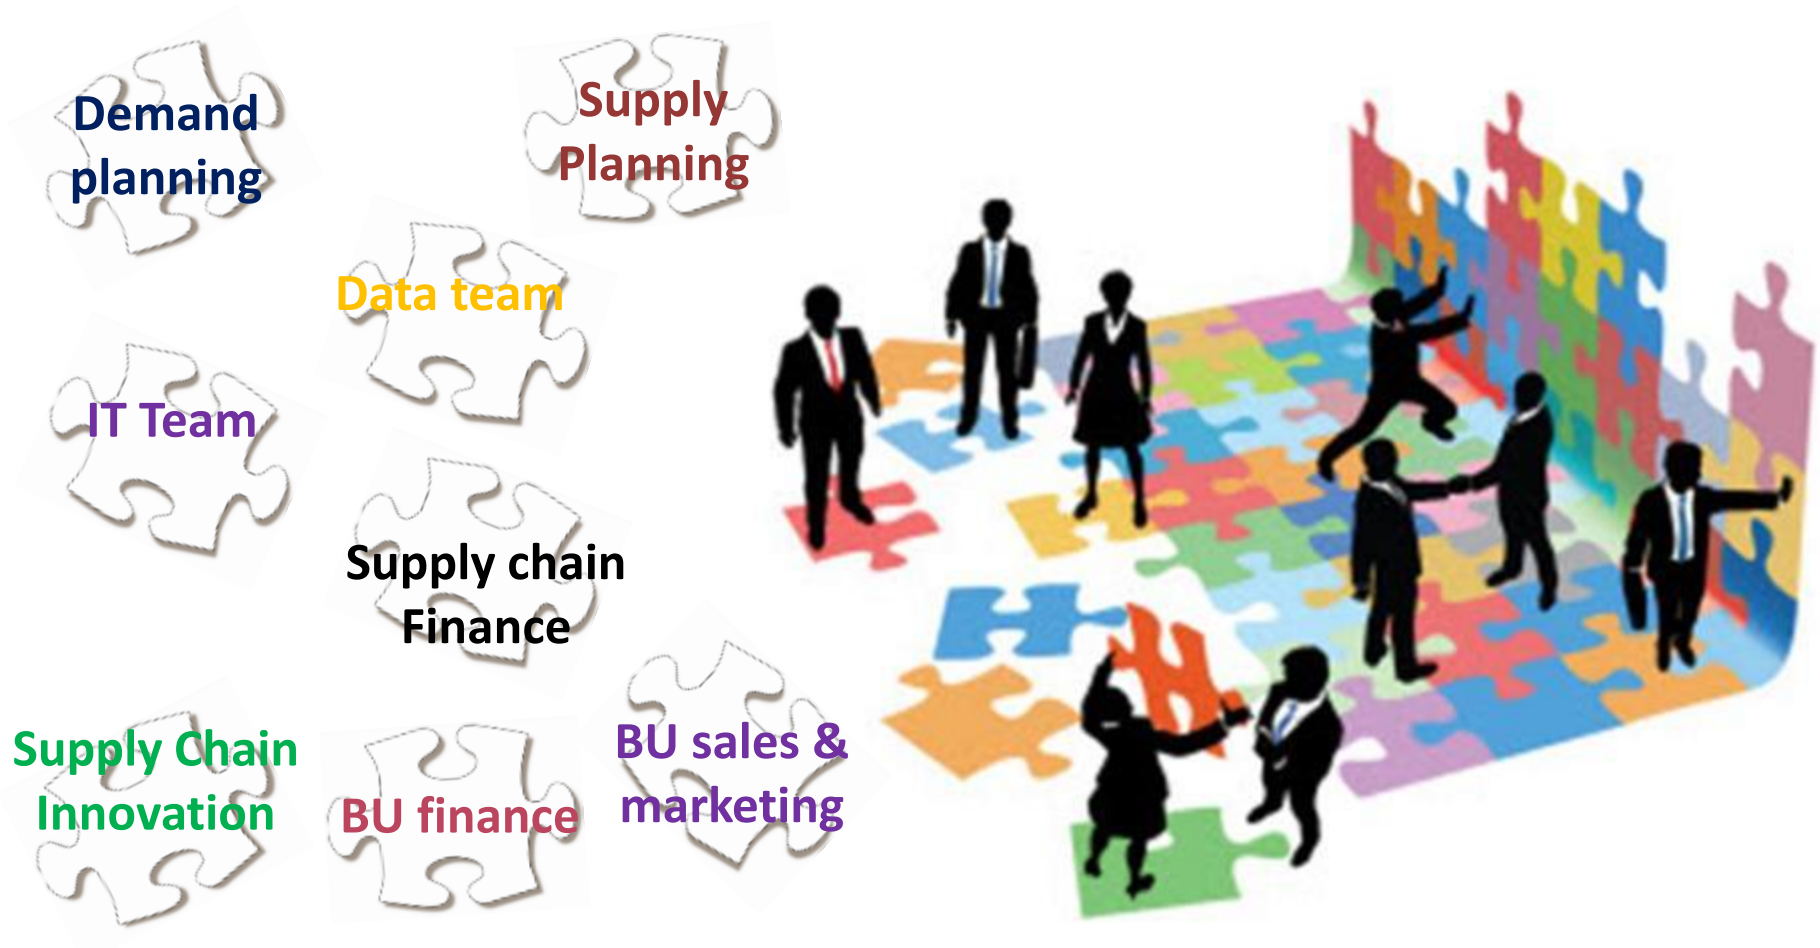 Demand
planning
Supply
Planning
Data team
IT Team
Supply chain
Finance
Supply Chain
Innovation
BU finance
BU sales &
marketing